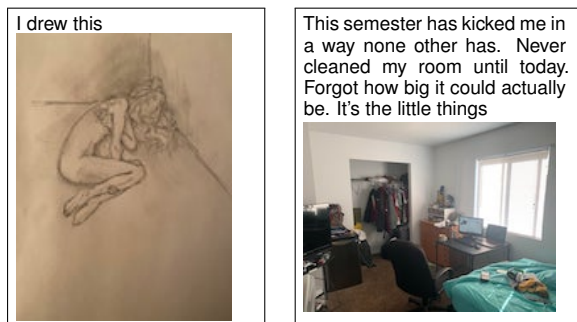 I drew this
This semester has kicked me in
a way none other has. Never
cleaned my room until today.
Forgot how big it could actually
be. It's the little things